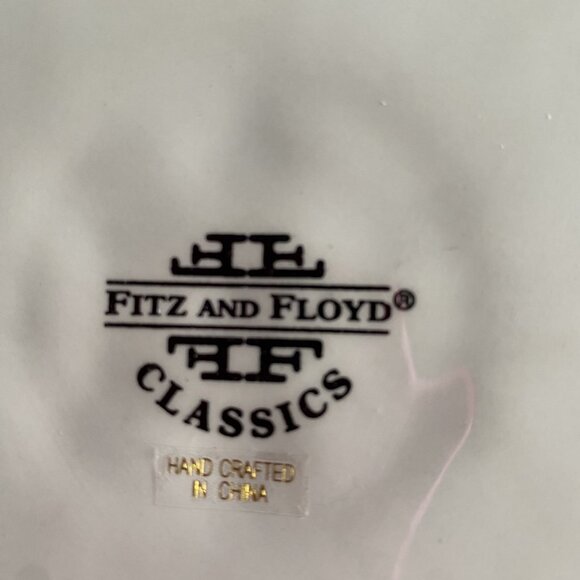 FITZ AND FLOYD®
CLASSICS
HAND CRAFTED
IN CHINA